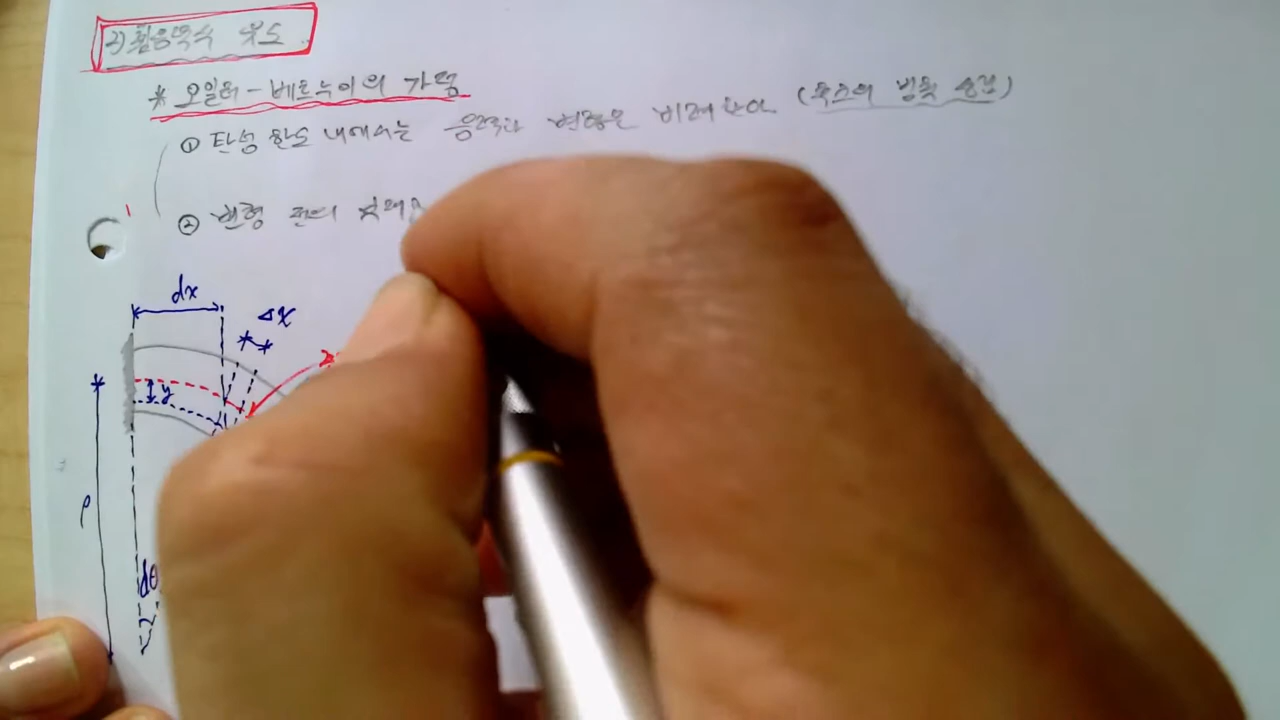 2) 휨응력식 유도
* 오일러-베르누이의 가정
① 탄성 한도 내에서는 응력과 변형은 비례한다 (훅스의 법칙 성립)
② 변형 전의
dx
Δx
y
ρ
dθ